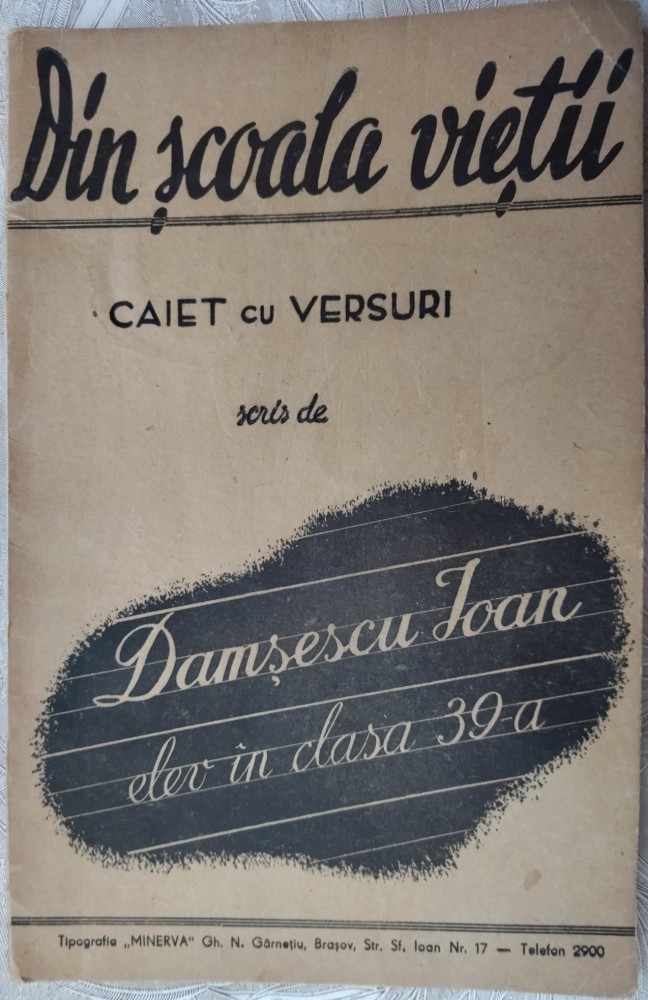 Din școala vieții
CAIET cu VERSURI
scris de
Damșescu Ioan
elev în clasa 39-a
Tipografia „MINERVA" Gh. N. Gârnețiu, Brașov, Str. Sf. Ioan Nr. 17 — Telefon 2900